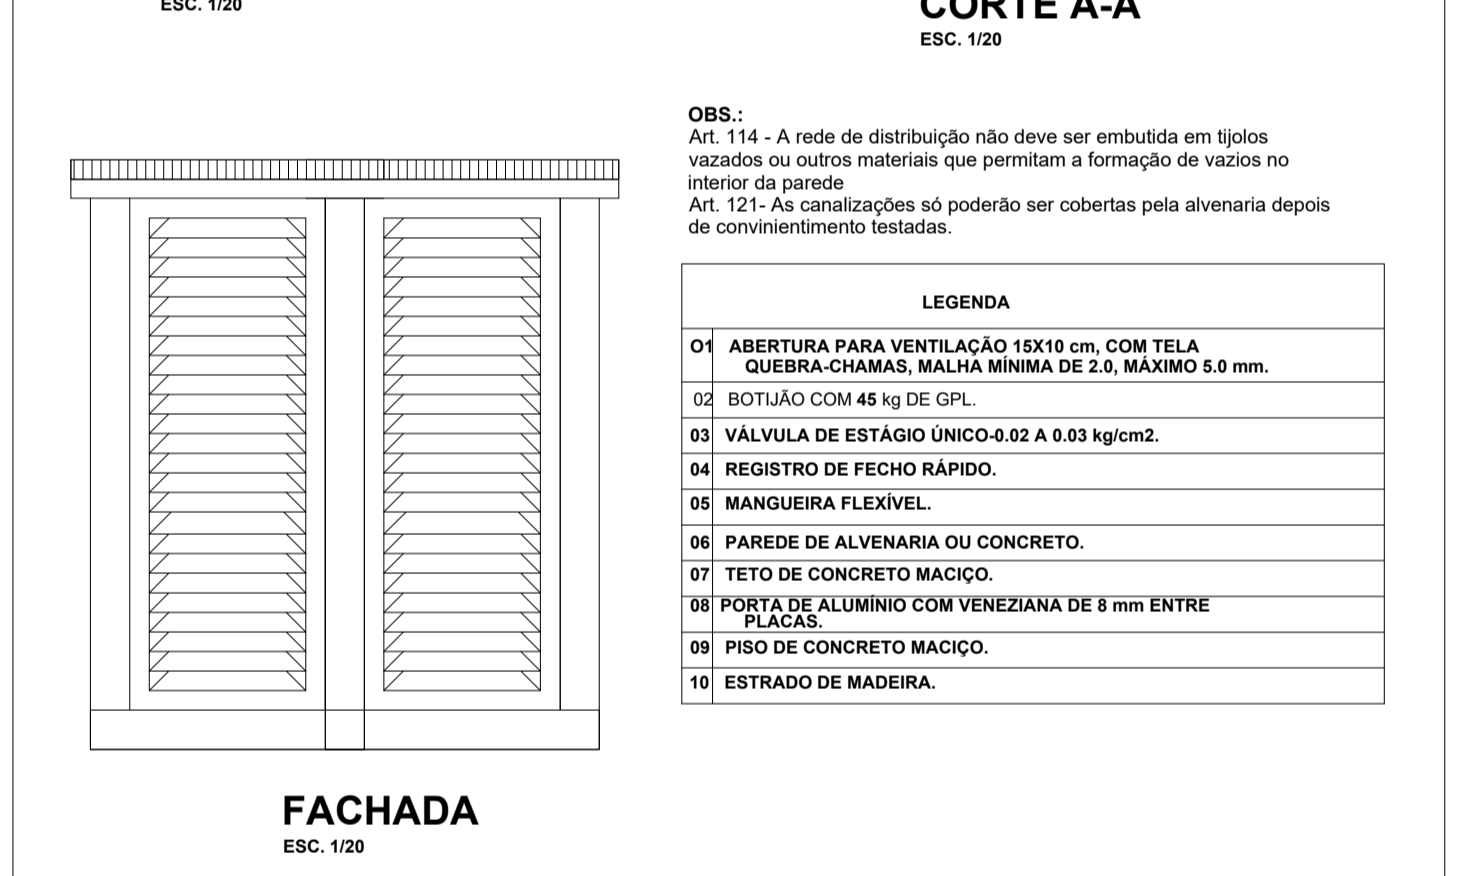 ESC. 1/20
CORTE A-A
ESC. 1/20
OBS.:
Art. 114 - A rede de distribuição não deve ser embutida em tijolos
vazados ou outros materiais que permitam a formação de vazios no
interior da parede
Art. 121- As canalizações só poderão ser cobertas pela alvenaria depois
de convinientimento testadas.
LEGENDA
O1 ABERTURA PARA VENTILAÇÃO 15X10 cm, COM TELA
QUEBRA-CHAMAS, MALHA MÍNIMA DE 2.0, MÁXIMO 5.0 mm.
02 BOTIJÃO COM 45 kg DE GPL.
03 VÁLVULA DE ESTÁGIO ÚNICO-0.02 A 0.03 kg/cm2.
04 REGISTRO DE FECHO RÁPIDO.
05 MANGUEIRA FLEXÍVEL.
06 PAREDE DE ALVENARIA OU CONCRETO.
07 TETO DE CONCRETO MACIÇO.
08 PORTA DE ALUMÍNIO COM VENEZIANA DE 8 mm ENTRE
PLACAS.
09 PISO DE CONCRETO MACIÇO.
10 ESTRADO DE MADEIRA.
FACHADA
ESC. 1/20